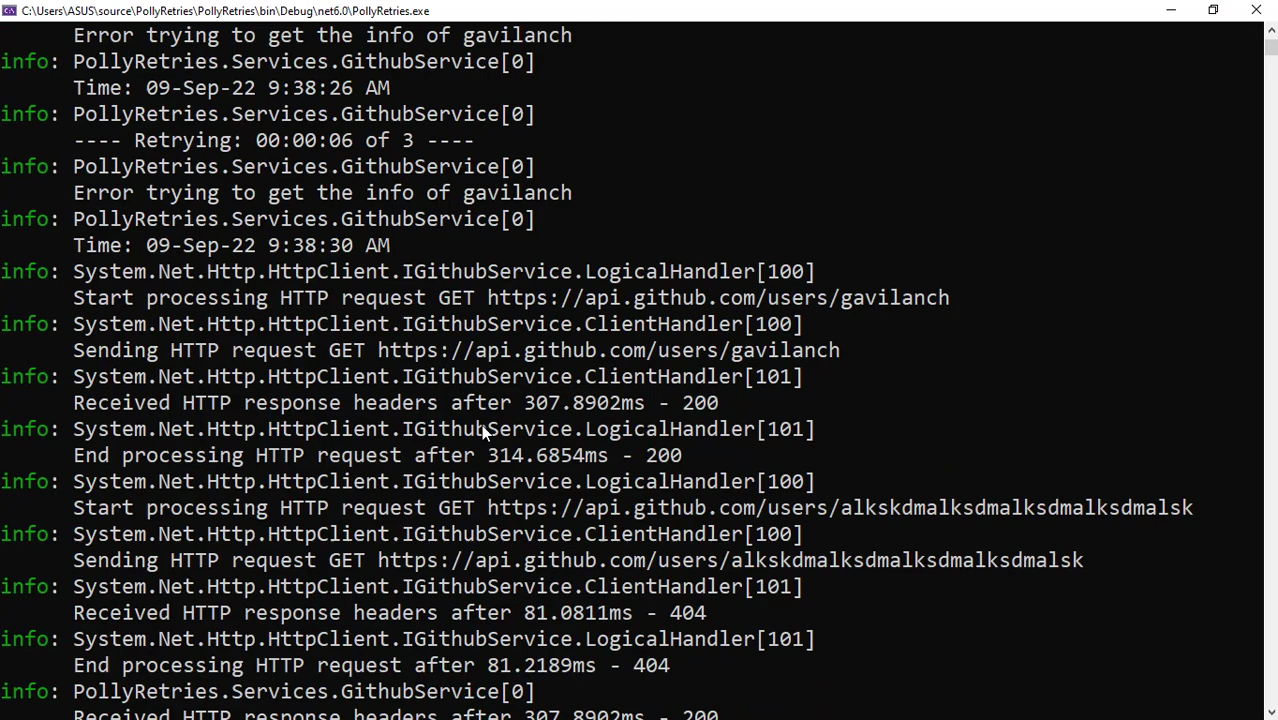 C:\Users\ASUS\source\PollyRetries\PollyRetries\bin\Debug\net6.0\PollyRetries.exe
Error trying to get the info of gavilanch
info: PollyRetries.Services.GithubService[0]
Time: 09-Sep-22 9:38:26 AM
info: PollyRetries.Services.GithubService[0]
---- Retrying: 00:00:06 of 3 ----
info: PollyRetries.Services.GithubService[0]
Error trying to get the info of gavilanch
info: PollyRetries.Services.GithubService[0]
Time: 09-Sep-22 9:38:30 AM
info: System.Net.Http.HttpClient.IGithubService.LogicalHandler[100]
Start processing HTTP request GET https://api.github.com/users/gavilanch
info: System.Net.Http.HttpClient.IGithubService.ClientHandler[100]
Sending HTTP request GET https://api.github.com/users/gavilanch
info: System.Net.Http.HttpClient.IGithubService.ClientHandler[101]
Received HTTP response headers after 307.8902ms - 200
info: System.Net.Http.HttpClient.IGithubService.LogicalHandler[101]
End processing HTTP request after 314.6854ms - 200
info: System.Net.Http.HttpClient.IGithubService.LogicalHandler[100]
Start processing HTTP request GET https://api.github.com/users/alkskdmalksdmalksdmalksdmalsk
info: System.Net.Http.HttpClient.IGithubService.ClientHandler[100]
Sending HTTP request GET https://api.github.com/users/alkskdmalksdmalksdmalksdmalsk
info: System.Net.Http.HttpClient.IGithubService.ClientHandler[101]
Received HTTP response headers after 81.0811ms - 404
info: System.Net.Http.HttpClient.IGithubService.LogicalHandler[101]
End processing HTTP request after 81.2189ms - 404
info: PollyRetries.Services.GithubService[0]
Received HTTP response headers after 307.8902ms - 200